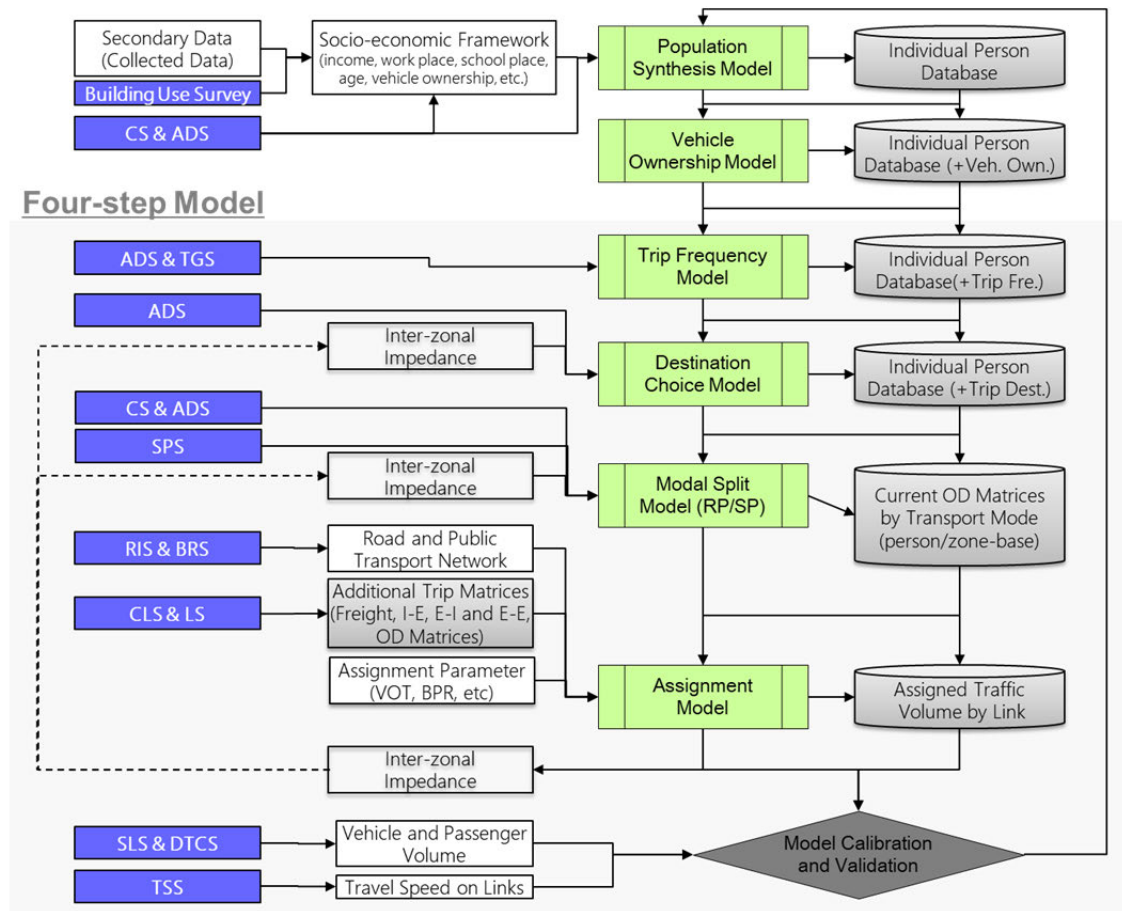 Secondary Data
(Collected Data)
Building Use Survey
CS & ADS
Socio-economic Framework
(income, work place, school place,
age, vehicle ownership, etc.)
Population
Synthesis Model
Individual Person
Database
Vehicle
Ownership Model
Individual Person
Database (+Veh. Own.)
Four-step Model
ADS & TGS
Trip Frequency
Model
Individual Person
Database(+Trip Fre.)
ADS
Inter-zonal
Impedance
Destination
Choice Model
Individual Person
Database (+Trip Dest.)
CS & ADS
SPS
Inter-zonal
Impedance
Modal Split
Model (RP/SP)
Current OD Matrices
by Transport Mode
(person/zone-base)
RIS & BRS
Road and Public
Transport Network
CLS & LS
Additional Trip Matrices
(Freight, I-E, E-I and E-E,
OD Matrices)
Assignment Parameter
(VOT, BPR, etc)
Assignment
Model
Assigned Traffic
Volume by Link
Inter-zonal
Impedance
SLS & DTCS
Vehicle and Passenger
Volume
TSS
Travel Speed on Links
Model Calibration
and Validation